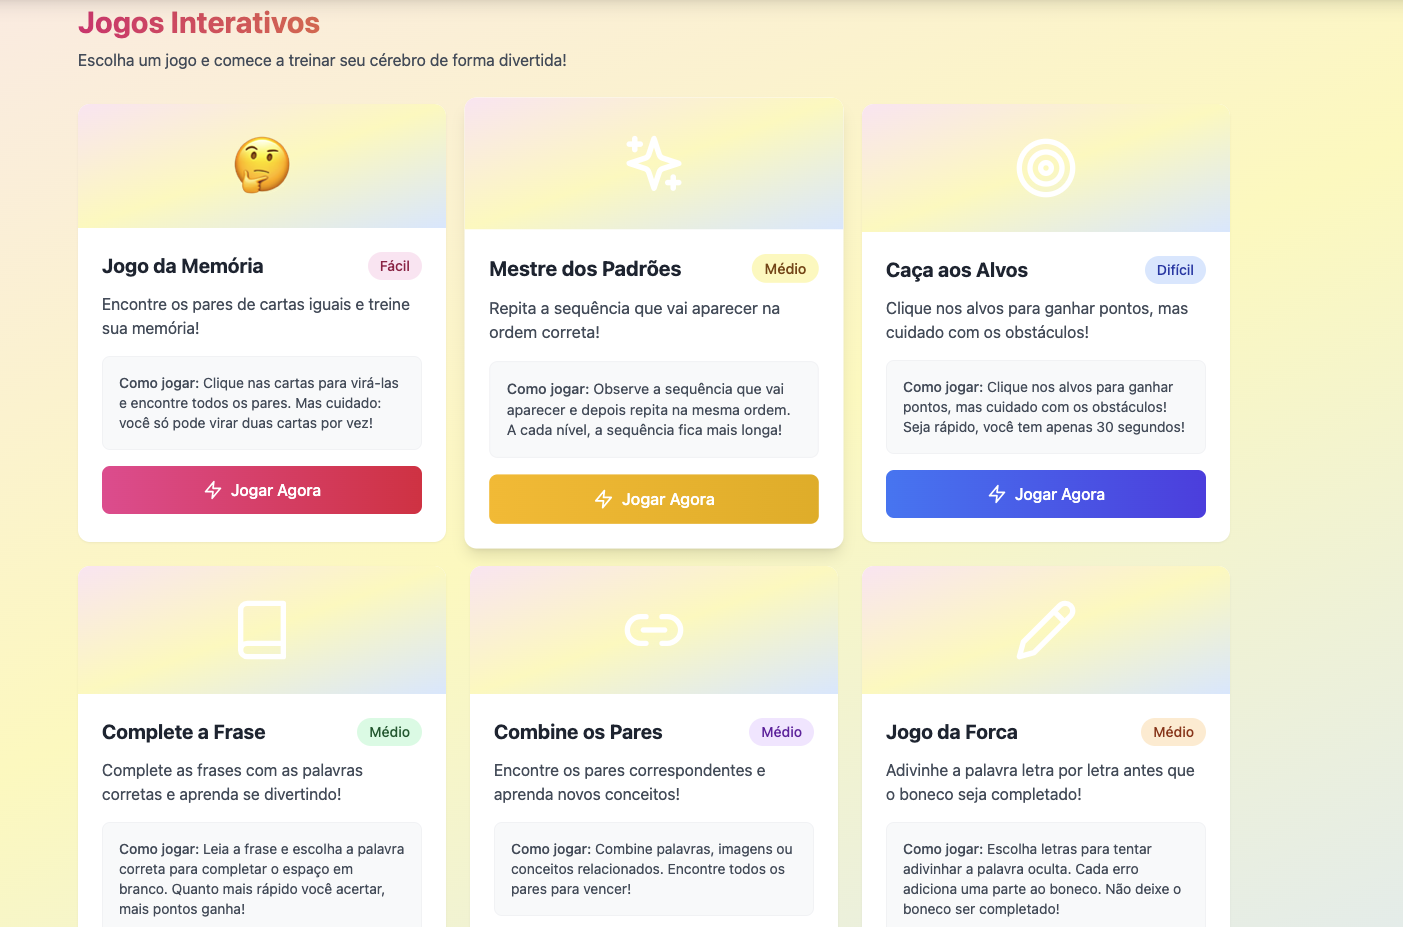 Jogos Interativos
Escolha um jogo e comece a treinar seu cérebro de forma divertida!
Jogo da Memória
Fácil
Encontre os pares de cartas iguais e treine
sua memória!
Como jogar: Clique nas cartas para virá-las
e encontre todos os pares. Mas cuidado:
você só pode virar duas cartas por vez!
Jogar Agora
Mestre dos Padrões
Médio
Repita a sequência que vai aparecer na
ordem correta!
Como jogar: Observe a sequência que vai
aparecer e depois repita na mesma ordem.
A cada nível, a sequência fica mais longa!
Jogar Agora
Caça aos Alvos
Difícil
Clique nos alvos para ganhar pontos, mas
cuidado com os obstáculos!
Como jogar: Clique nos alvos para ganhar
pontos, mas cuidado com os obstáculos!
Seja rápido, você tem apenas 30 segundos!
Jogar Agora
Complete a Frase
Médio
Complete as frases com as palavras
corretas e aprenda se divertindo!
Como jogar: Leia a frase e escolha a palavra
correta para completar o espaço em
branco. Quanto mais rápido você acertar,
mais pontos ganha!
Combine os Pares
Médio
Encontre os pares correspondentes e
aprenda novos conceitos!
Como jogar: Combine palavras, imagens ou
conceitos relacionados. Encontre todos os
pares para vencer!
Jogo da Forca
Médio
Adivinhe a palavra letra por letra antes que
o boneco seja completado!
Como jogar: Escolha letras para tentar
adivinhar a palavra oculta. Cada erro
adiciona uma parte ao boneco. Não deixe o
boneco ser completado!